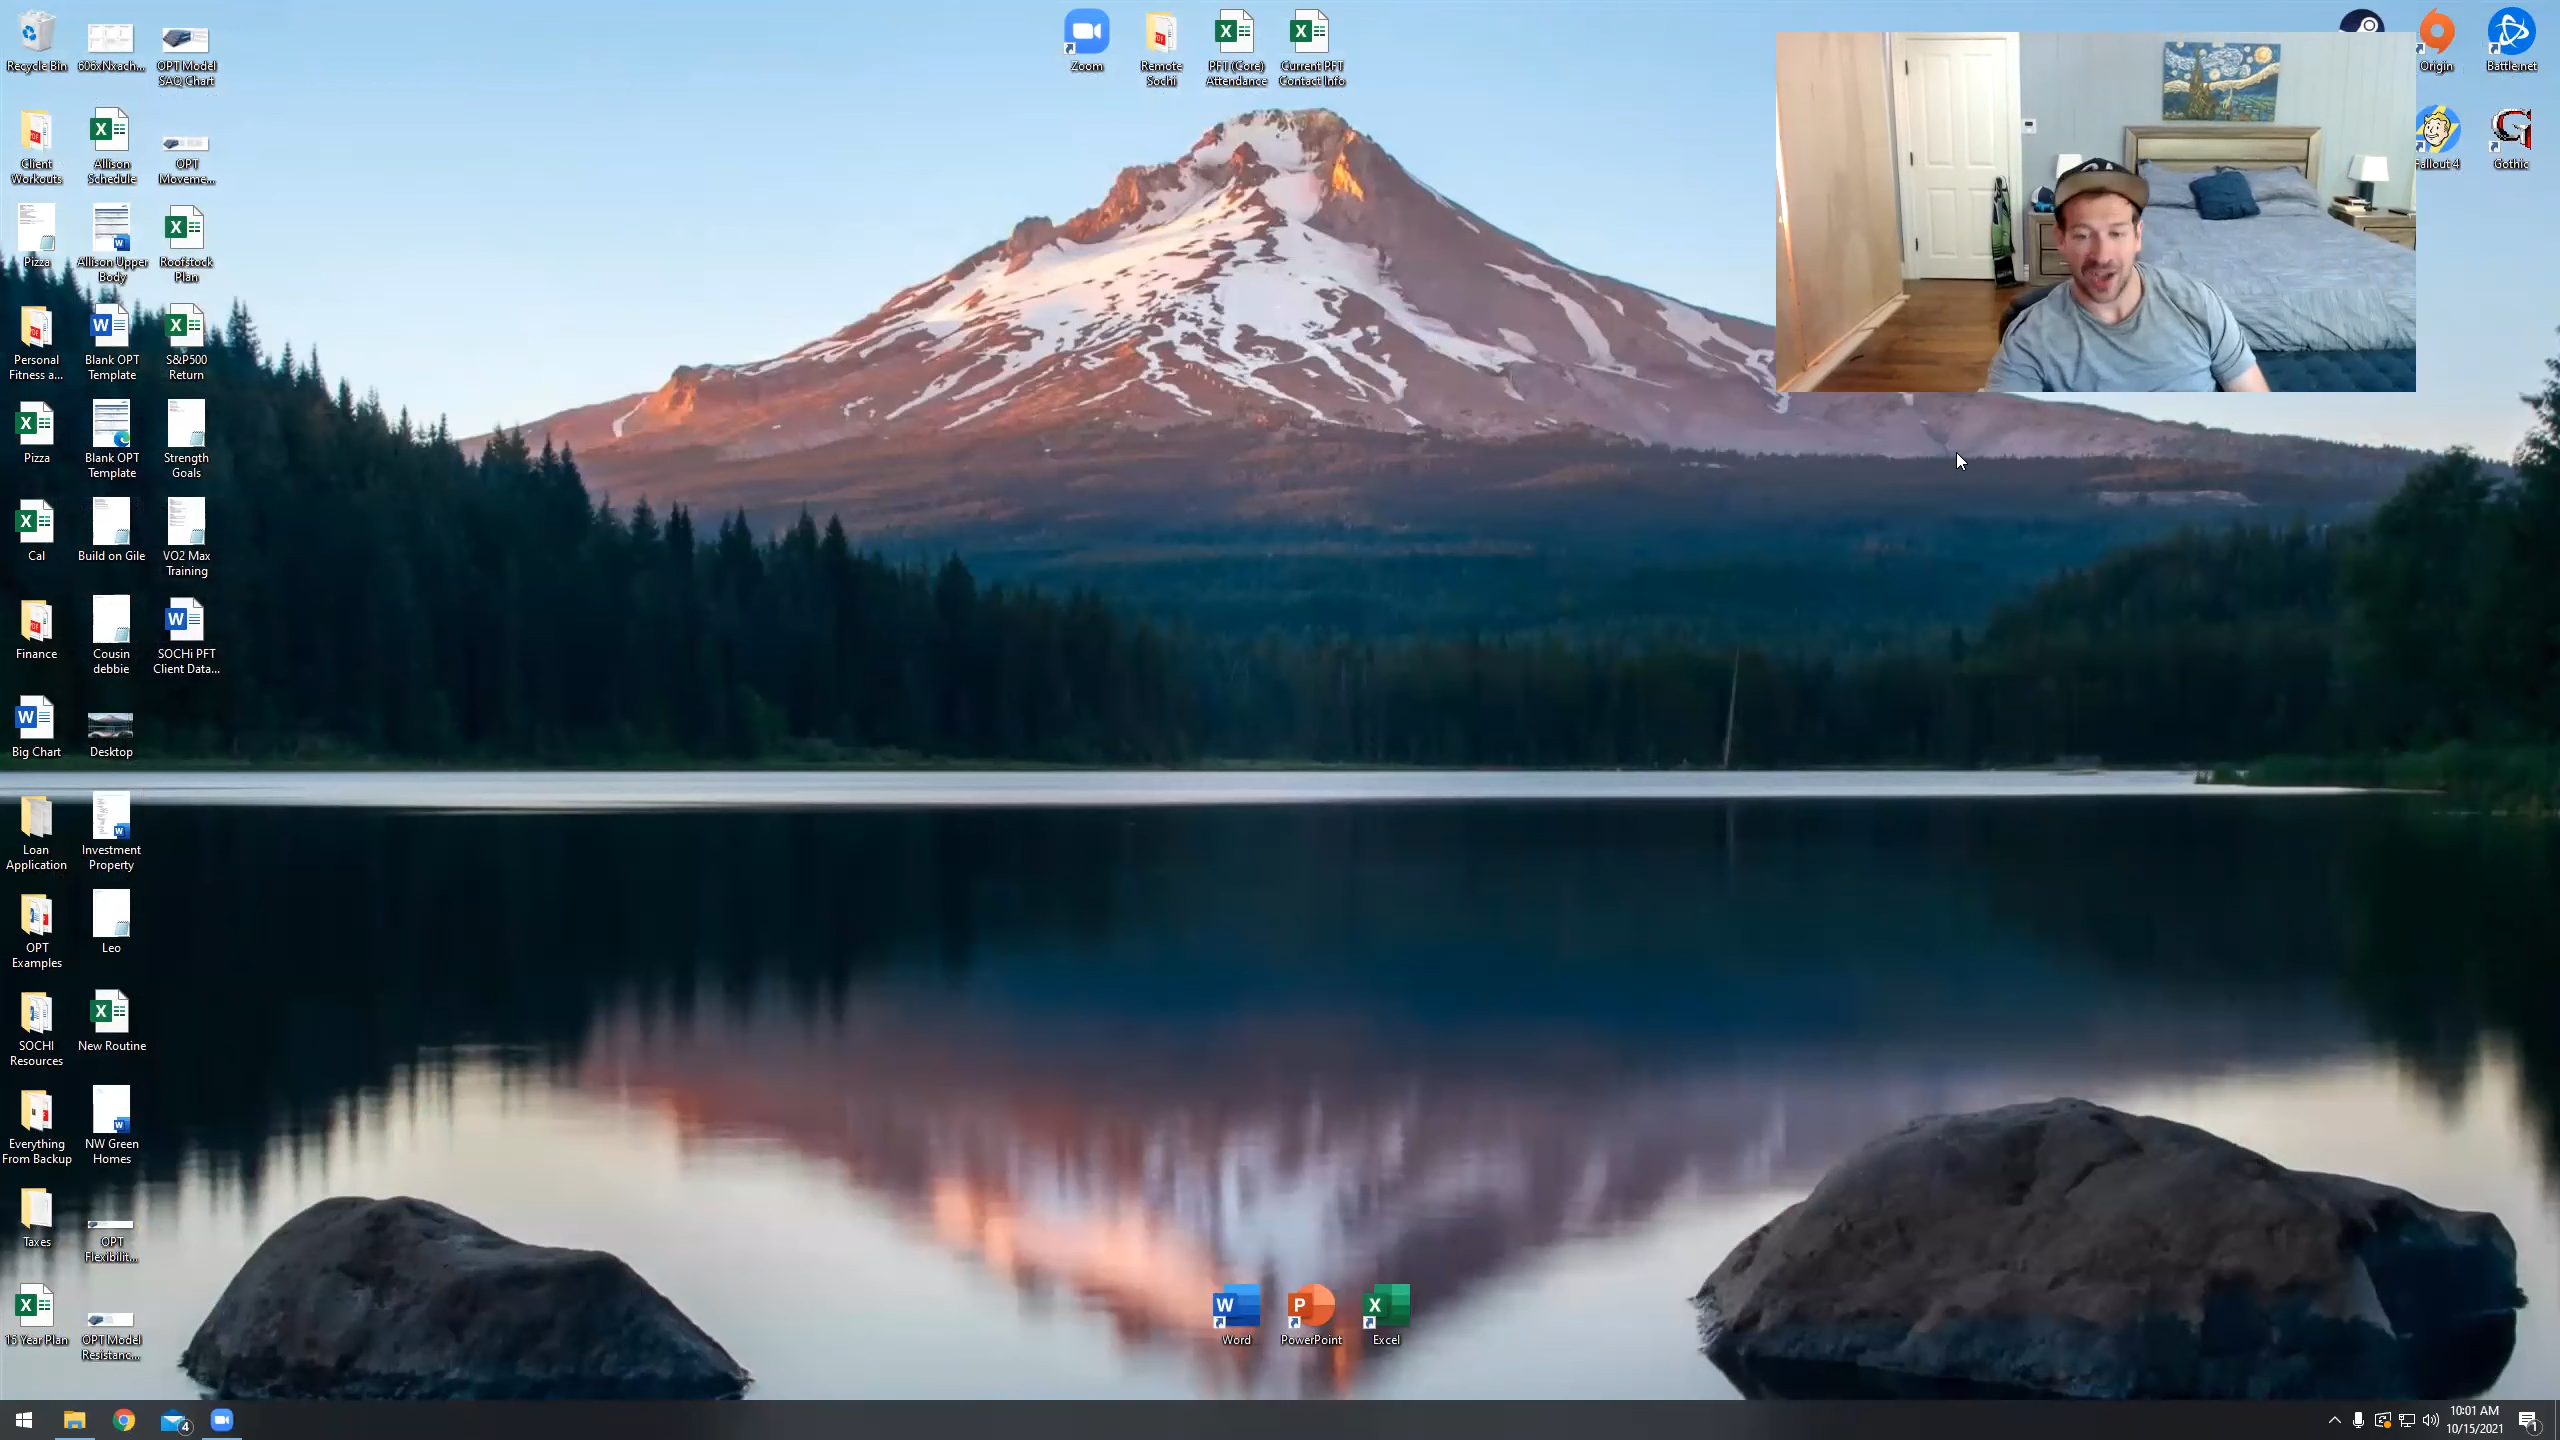 Recycle Bin
606xNxach...
OPT Model
SAQ Chart
Client
Workouts
Allison
Schedule
OPT
Moveme...
Pizza
Allison Upper
Body
Roofstock
Plan
Personal
Fitness a...
Blank OPT
Template
S&P500
Return
Pizza
Blank OPT
Template
Strength
Goals
Cal
Build on Gile
VO2 Max
Training
Finance
Cousin
debbie
SOCHi PFT
Client Data...
Big Chart
Desktop
Loan
Application
Investment
Property
OPT
Examples
Leo
SOCHI
Resources
New Routine
Everything
From Backup
NW Green
Homes
Taxes
OPT
Flexibilit...
15 Year Plan
OPT Model
Resistanc...
Zoom
Remote
Sochi
PFT (Core)
Attendance
Current PFT
Contact Info
Origin
Battle.net
Fallout 4
Gothic
Word
PowerPoint
Excel
4
10:01 AM
10/15/2021
1